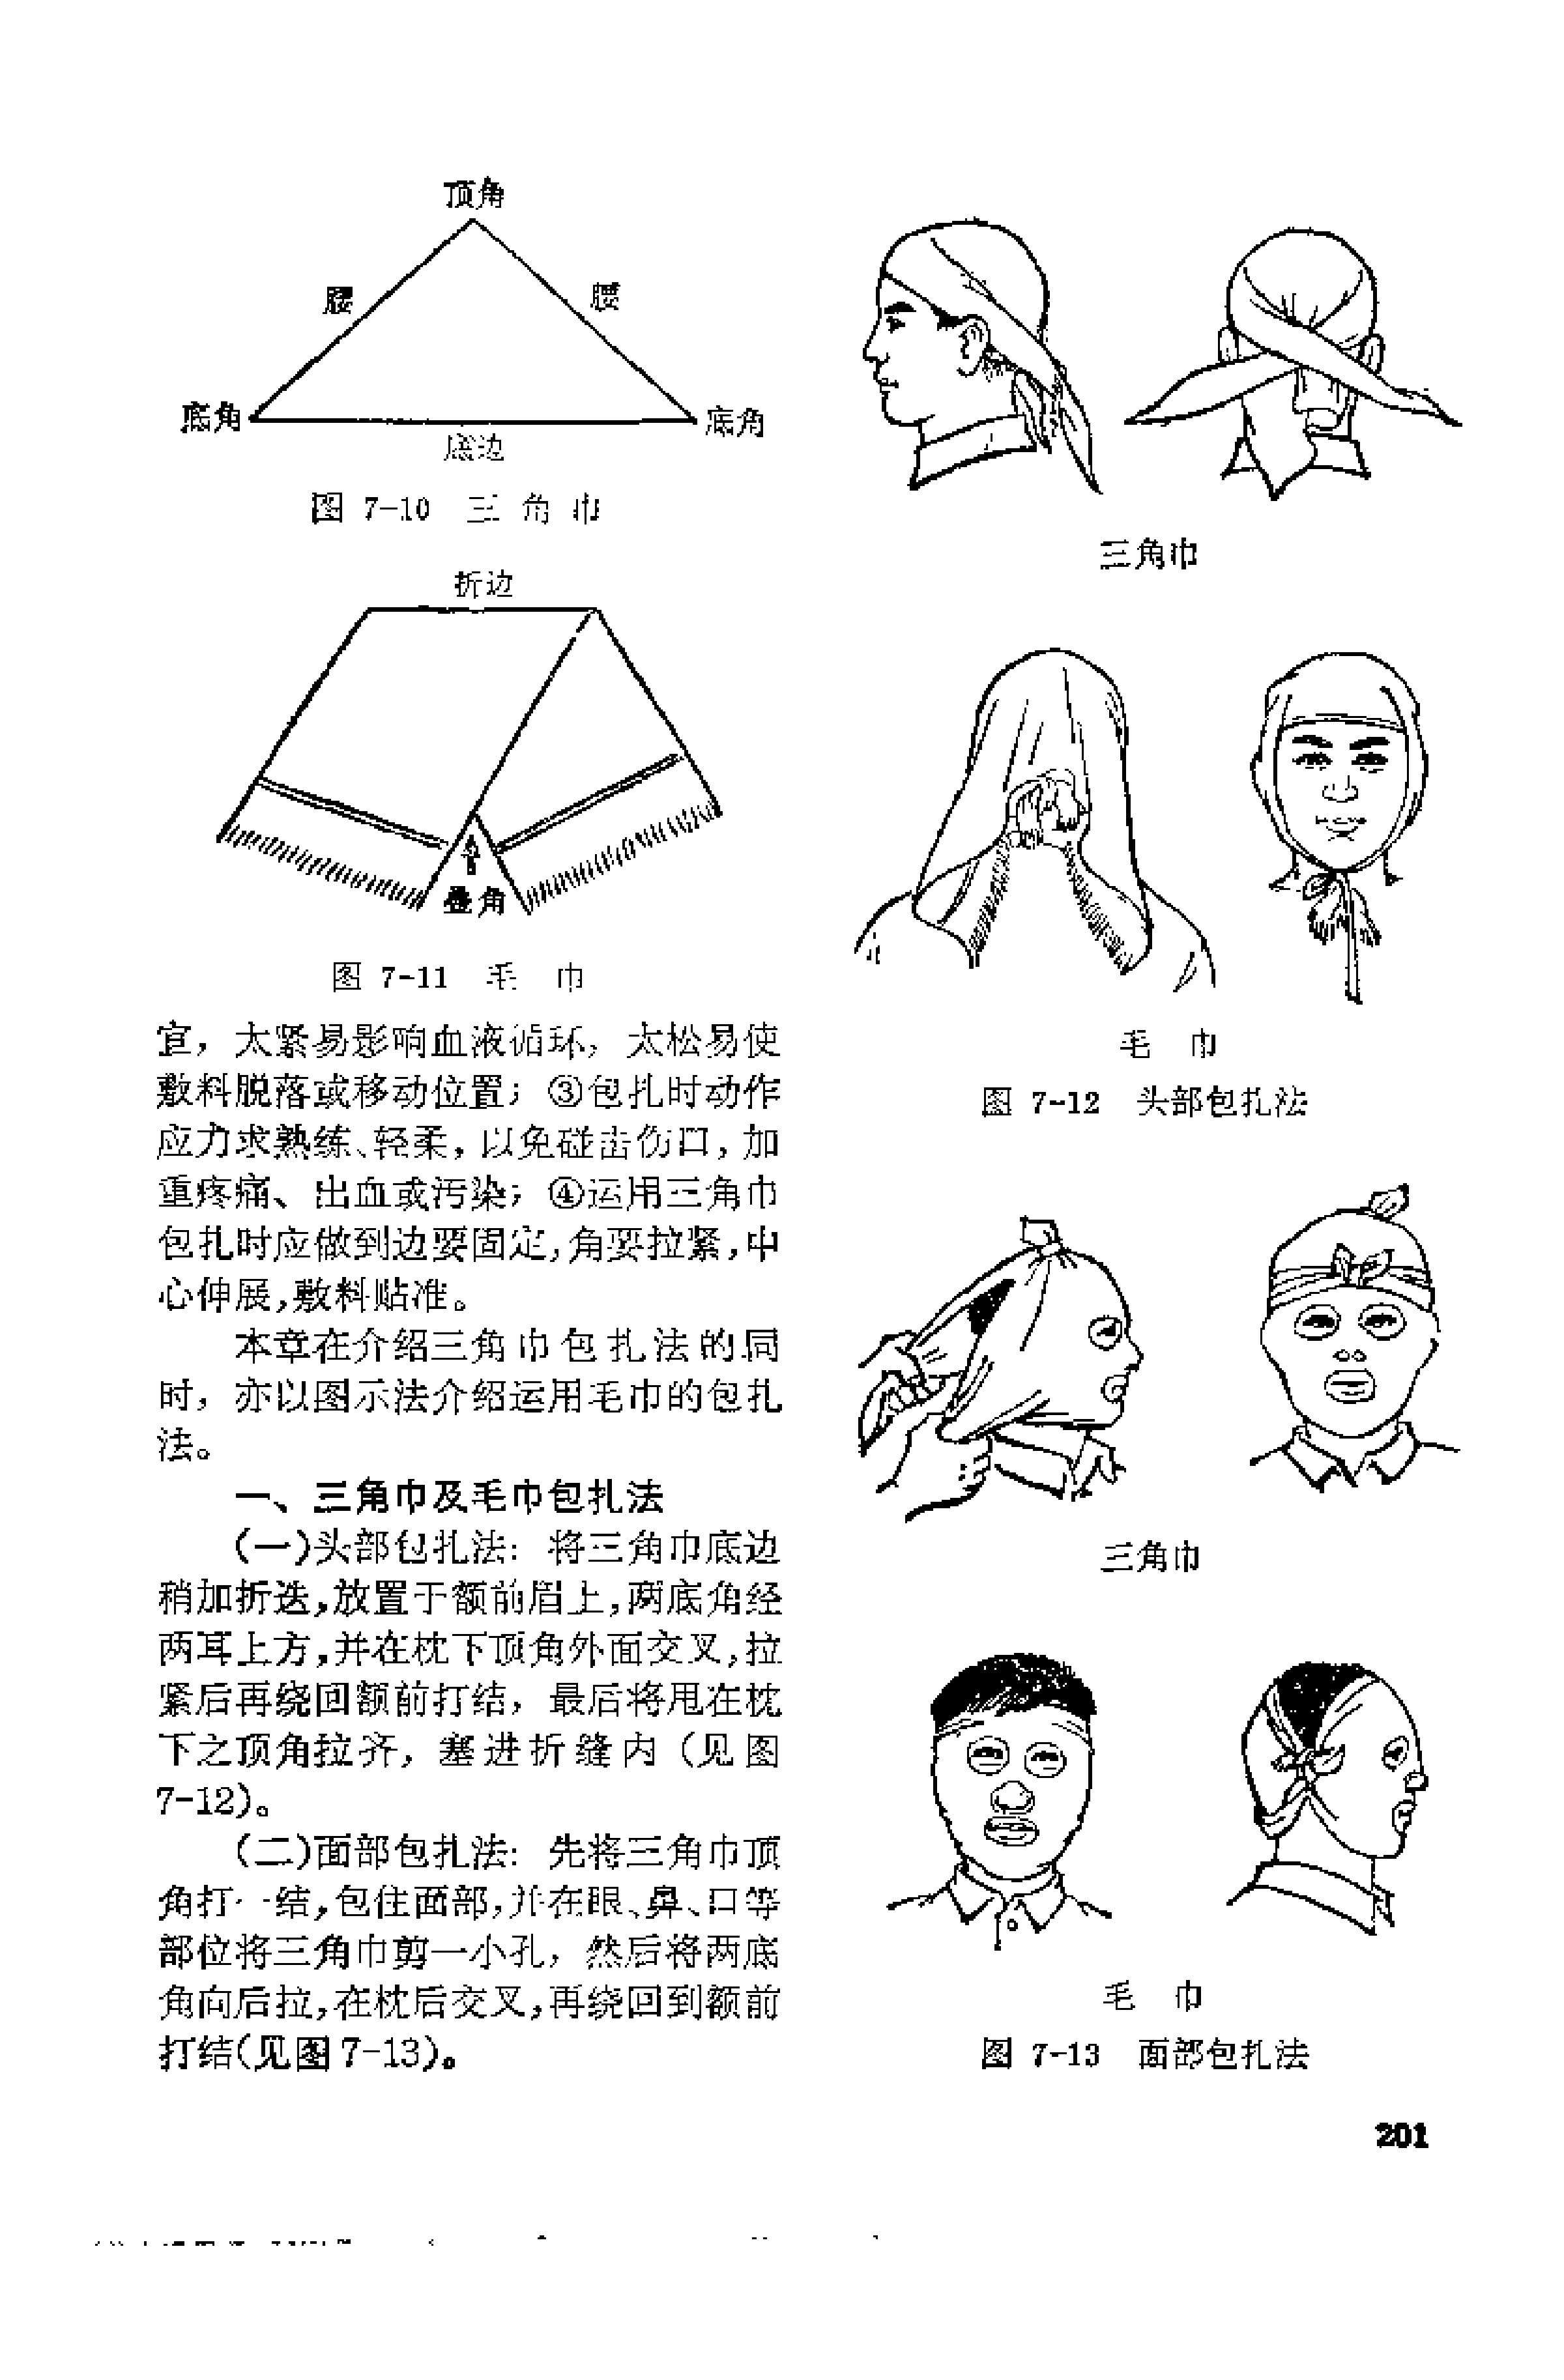 顶角
腰
腰
底角
底角
底边
图 7-10 三角巾
折边
叠角
图 7-11 毛 巾
宜，太紧易影响血液循环，太松易使
敷料脱落或移动位置；③包扎时动作
应力求熟练、轻柔，以免碰击伤口，加
重疼痛、出血或污染；④运用三角巾
包扎时应做到边要固定，角要拉紧，中
心伸展，敷料贴准。
本章在介绍三角巾包扎法的同
时，亦以图示法介绍运用毛巾的包扎
法。
一、三角巾及毛巾包扎法
（一）头部包扎法：将三角巾底边
稍加折迭，放置于额前眉上，两底角经
两耳上方，并在枕下顶角外面交叉，拉
紧后再绕回额前打结，最后将甩在枕
下之顶角拉齐，塞进折缝内（见图
7-12）。
（二）面部包扎法：先将三角巾顶
角打一结，包住面部，并在眼、鼻、口等
部位将三角巾剪一小孔，然后将两底
角向后拉，在枕后交叉，再绕回到额前
打结（见图7-13）。
三角巾
毛 巾
图 7-12 头部包扎法
三角巾
毛 巾
图 7-13 面部包扎法
201